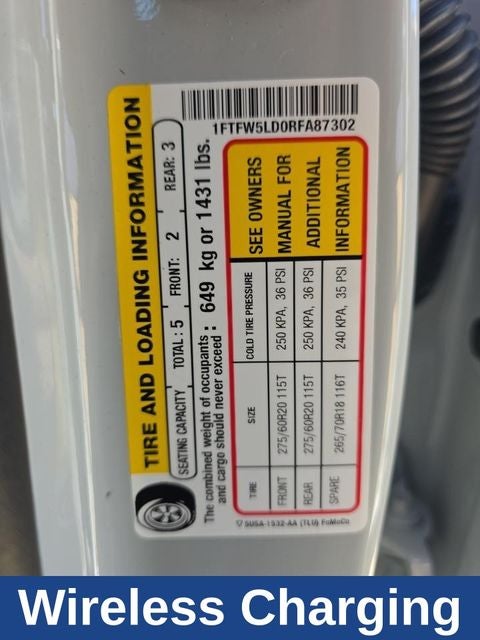 TIRE AND LOADING INFORMATION
SEATING CAPACITY TOTAL : 5 FRONT: 2 REAR: 3
The combined weight of occupants and cargo should never exceed : 649 kg or 1431 lbs.
TIRE SIZE COLD TIRE PRESSURE SEE OWNERS
FRONT 275/60R20 115T 250 KPA, 36 PSI MANUAL FOR
REAR 275/60R20 115T 250 KPA, 36 PSI ADDITIONAL
SPARE 265/70R18 116T 240 KPA, 35 PSI INFORMATION
5U5A-1532-AA (TLU) FoMoCo
1FTFW5LD0RFA87302
Wireless Charging